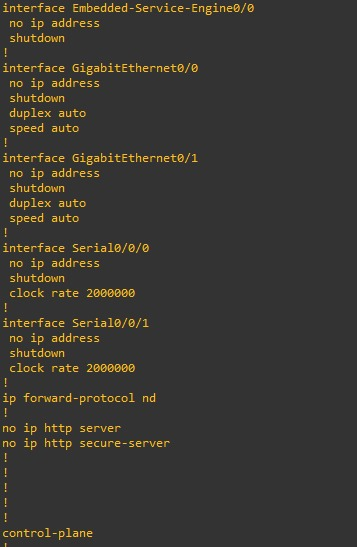 interface Embedded-Service-Engine0/0
 no ip address
 shutdown
!
interface GigabitEthernet0/0
 no ip address
 shutdown
 duplex auto
 speed auto
!
interface GigabitEthernet0/1
 no ip address
 shutdown
 duplex auto
 speed auto
!
interface Serial0/0/0
 no ip address
 shutdown
 clock rate 2000000
!
interface Serial0/0/1
 no ip address
 shutdown
 clock rate 2000000
!
ip forward-protocol nd
!
no ip http server
no ip http secure-server
!
!
!
!
!
control-plane
!